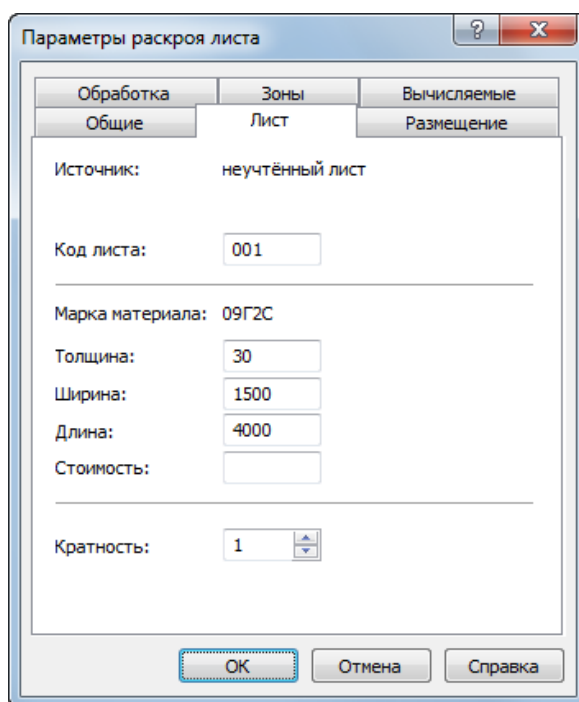 Параметры раскроя листа
?
Обработка Зоны Вычисляемые
Общие Лист Размещение
Источник: неучтённый лист
Код листа: 001
Марка материала: 09Г2С
Толщина: 30
Ширина: 1500
Длина: 4000
Стоимость:
Кратность: 1
ОК Отмена Справка